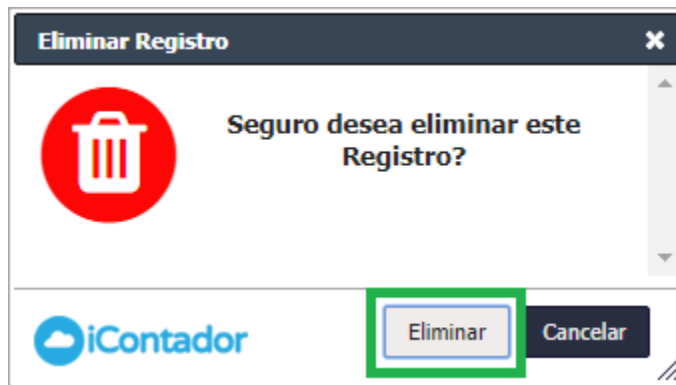 Eliminar Registro
Seguro desea eliminar este
Registro?
iContador
Eliminar
Cancelar